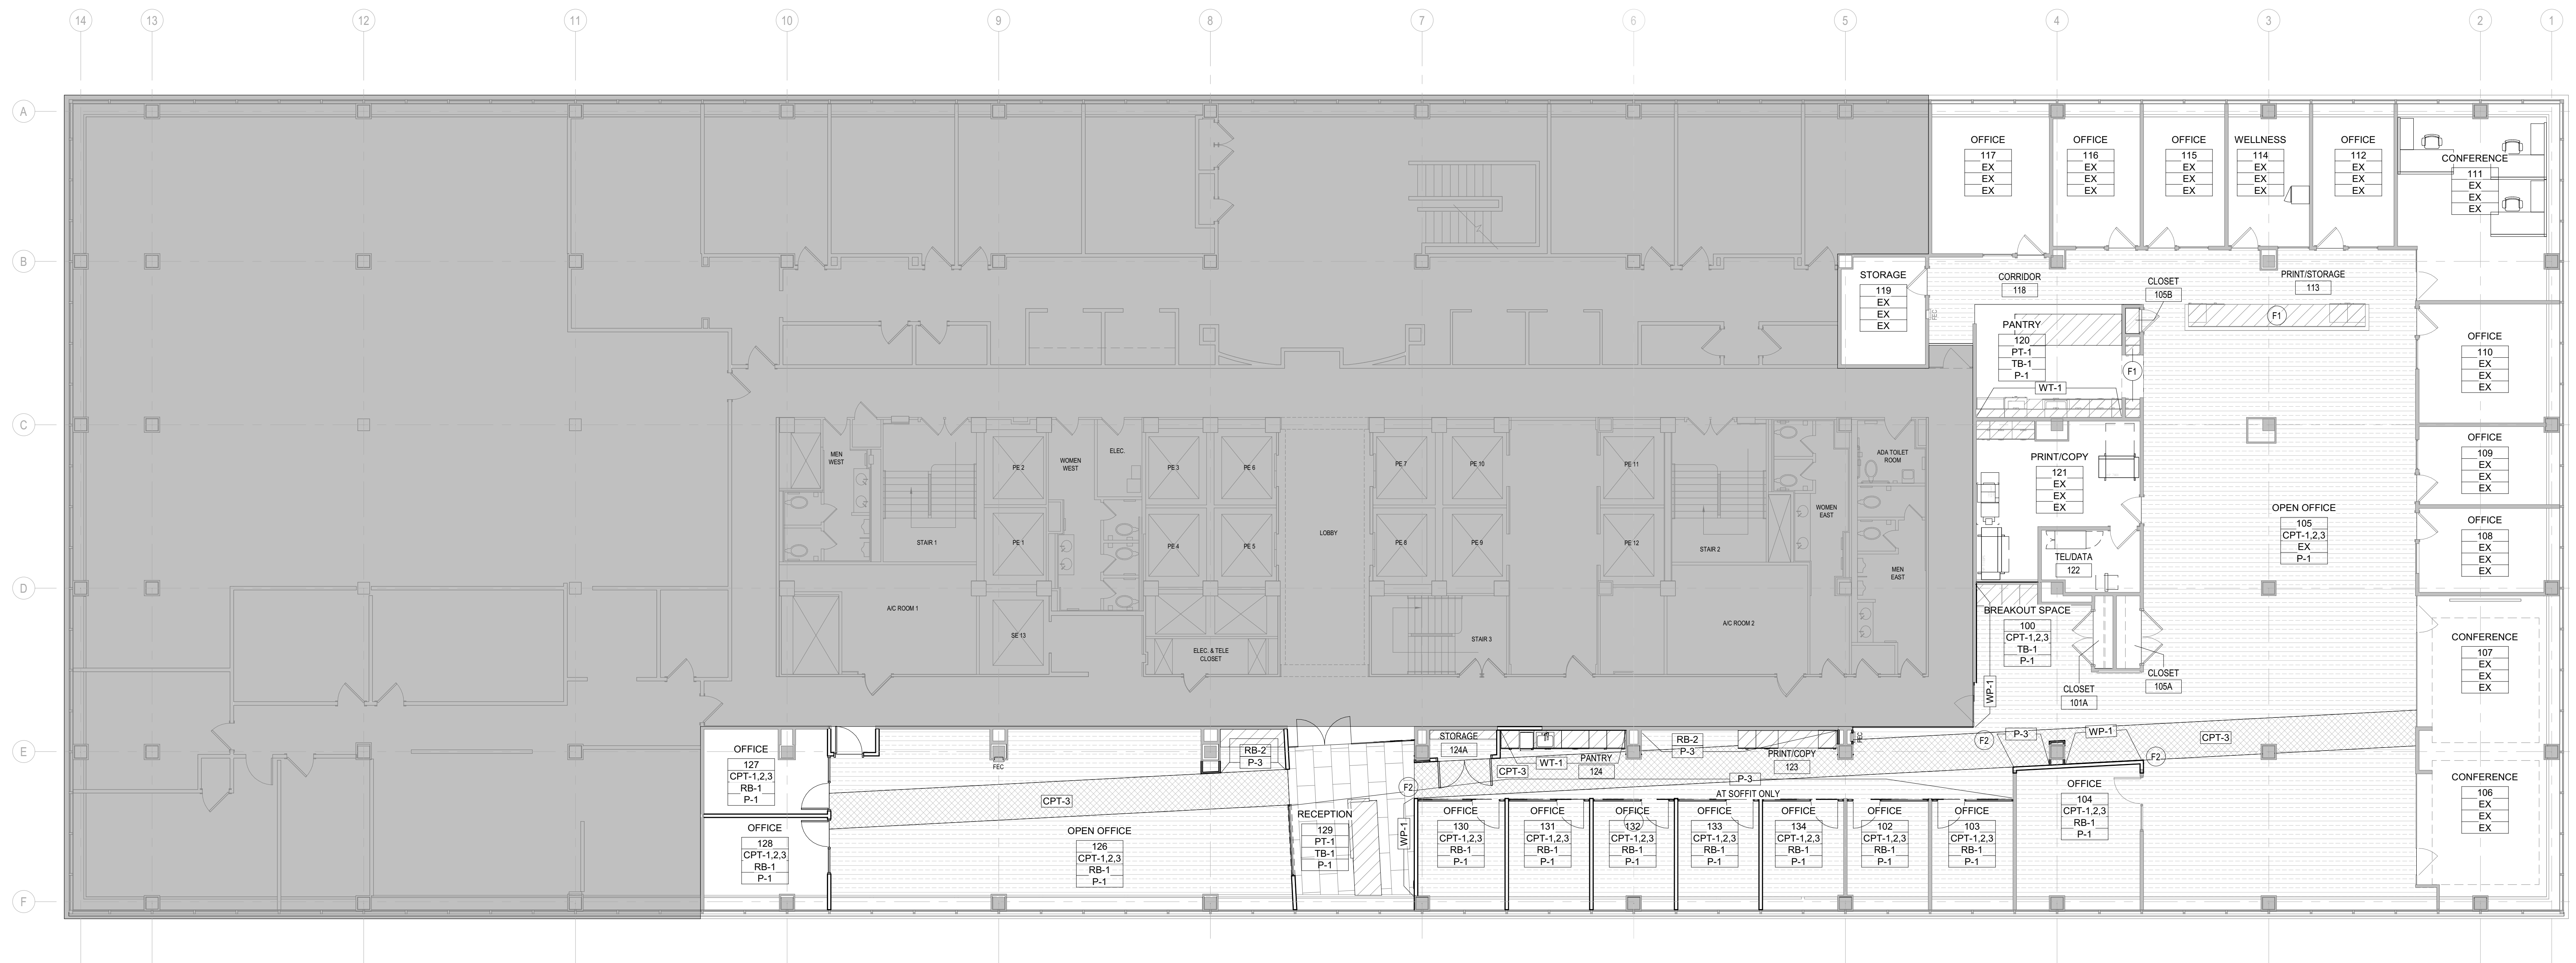 14 13 12 11 10 9 8 7 6 5 4 3 2 1
A
B
C
D
E
F
OFFICE
117
EX
EX
EX
OFFICE
116
EX
EX
EX
OFFICE
115
EX
EX
EX
WELLNESS
114
EX
EX
EX
OFFICE
112
EX
EX
EX
CONFERENCE
111
EX
EX
EX
STORAGE
119
EX
EX
EX
FEC
CORRIDOR
118
CLOSET
105B
PRINT/STORAGE
113
F1
PANTRY
120
PT-1
TB-1
P-1
WT-1
F1
OFFICE
110
EX
EX
EX
OFFICE
109
EX
EX
EX
OFFICE
108
EX
EX
EX
PRINT/COPY
121
EX
EX
EX
OPEN OFFICE
105
CPT-1,2,3
EX
P-1
TEL/DATA
122
BREAKOUT SPACE
100
CPT-1,2,3
TB-1
P-1
WP-1
CLOSET
101A
CLOSET
105A
CONFERENCE
107
EX
EX
EX
CONFERENCE
106
EX
EX
EX
MEN
WEST
STAIR 1
PE 2
PE 1
WOMEN
WEST
ELEC.
PE 3
PE 6
PE 4
PE 5
LOBBY
PE 7
PE 10
PE 8
PE 9
PE 11
PE 12
STAIR 2
WOMEN
EAST
ADA TOILET
ROOM
MEN
EAST
A/C ROOM 1
SE 13
ELEC. & TELE
CLOSET
STAIR 3
A/C ROOM 2
OFFICE
127
CPT-1,2,3
RB-1
P-1
OFFICE
128
CPT-1,2,3
RB-1
P-1
FEC
CPT-3
OPEN OFFICE
126
CPT-1,2,3
RB-1
P-1
RB-2
P-3
RECEPTION
129
PT-1
TB-1
P-1
F2
WP-1
STORAGE
124A
CPT-3
WT-1
PANTRY
124
RB-2
P-3
PRINT/COPY
123
FEC
P-3
AT SOFFIT ONLY
OFFICE
130
CPT-1,2,3
RB-1
P-1
OFFICE
131
CPT-1,2,3
RB-1
P-1
OFFICE
132
CPT-1,2,3
RB-1
P-1
OFFICE
133
CPT-1,2,3
RB-1
P-1
OFFICE
134
CPT-1,2,3
RB-1
P-1
OFFICE
102
CPT-1,2,3
RB-1
P-1
OFFICE
103
CPT-1,2,3
RB-1
P-1
F2
P-3
WP-1
F2
CPT-3
OFFICE
104
CPT-1,2,3
RB-1
P-1